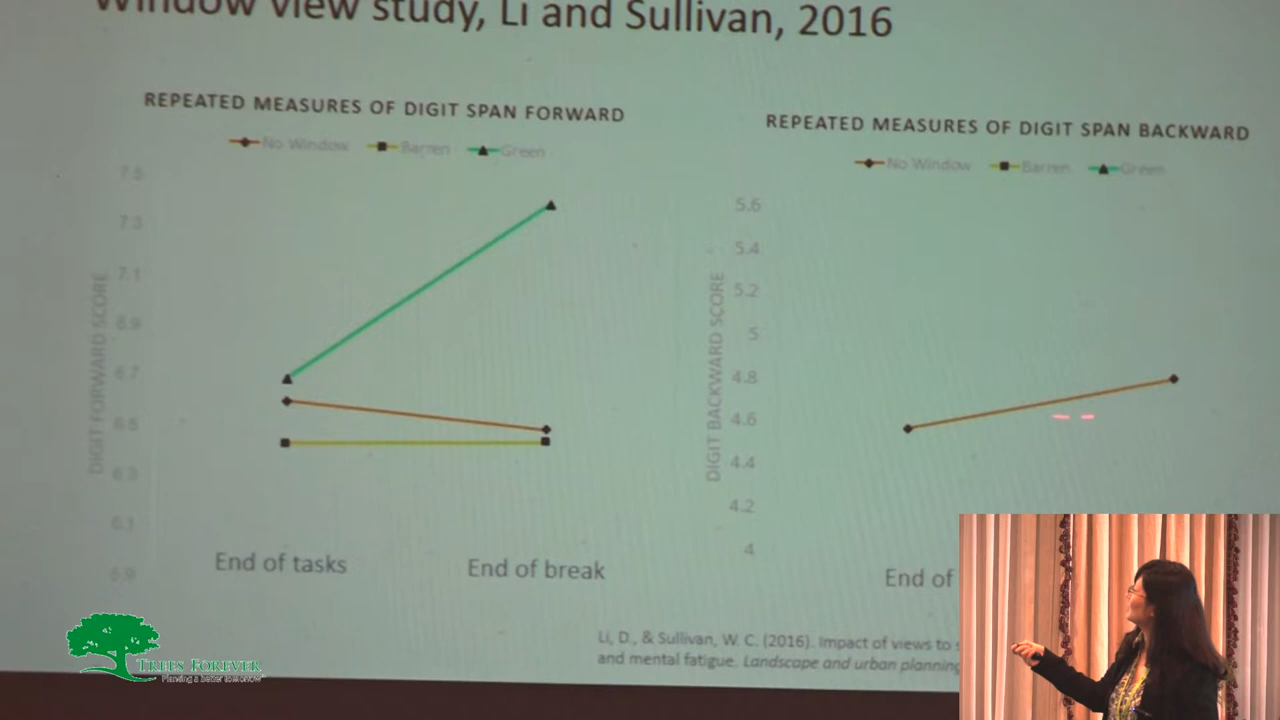 Window view study, Li and Sullivan, 2016
REPEATED MEASURES OF DIGIT SPAN FORWARD
No Window Barren Green
7.5
7.3
7.1
6.9
6.7
6.5
6.3
6.1
5.9
DIGIT FORWARD SCORE
End of tasks End of break
REPEATED MEASURES OF DIGIT SPAN BACKWARD
No Window Barren Green
5.6
5.4
5.2
5
4.8
4.6
4.4
4.2
4
DIGIT BACKWARD SCORE
End of
Li, D., & Sullivan, W. C. (2016). Impact of views to
and mental fatigue. Landscape and urban planning
TREES FOREVER
Planting a better tomorrow